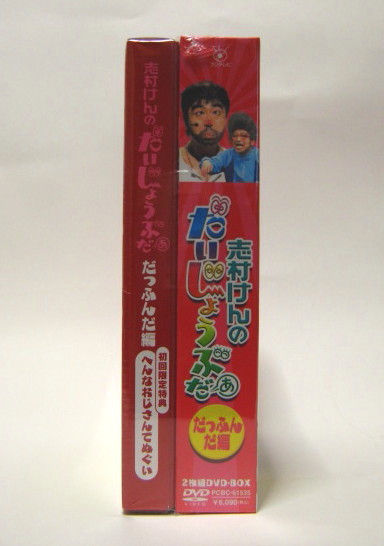 志村けんの
だいじょうぶだぁ
だっふんだ編
初回限定特典
へんなおじさんてぬぐい
志村けんの
だいじょうぶだぁ
だっふん
だ編
2枚組DVD-BOX
DVD
PCBC-51535